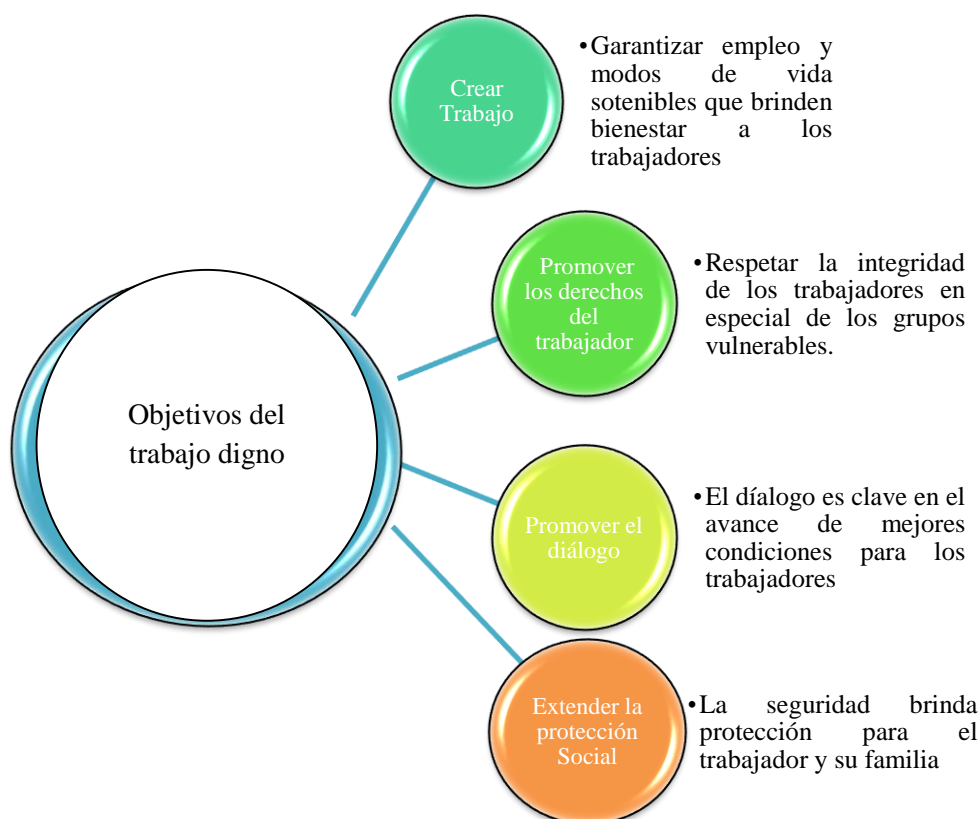 Objetivos del
trabajo digno
Crear
Trabajo
•Garantizar empleo y
modos de vida
sotenibles que brinden
bienestar a los
trabajadores
Promover
los derechos
del
trabajador
•Respetar la integridad
de los trabajadores en
especial de los grupos
vulnerables.
Promover el
diálogo
•El díalogo es clave en el
avance de mejores
condiciones para los
trabajadores
Extender la
protección
Social
•La seguridad brinda
protección para el
trabajador y su familia